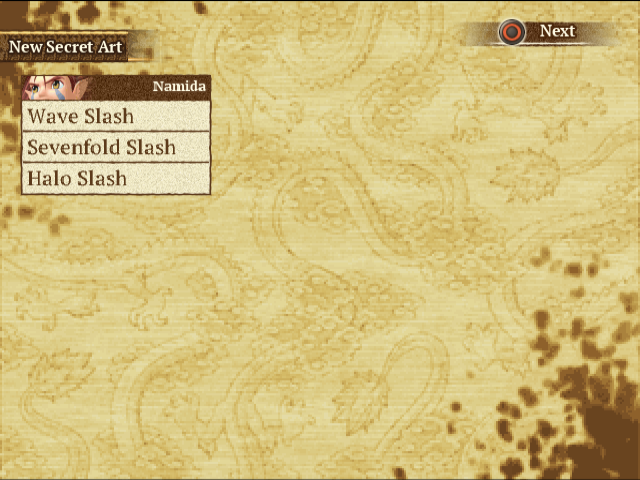 New Secret Art
Next
Namida
Wave Slash
Sevenfold Slash
Halo Slash